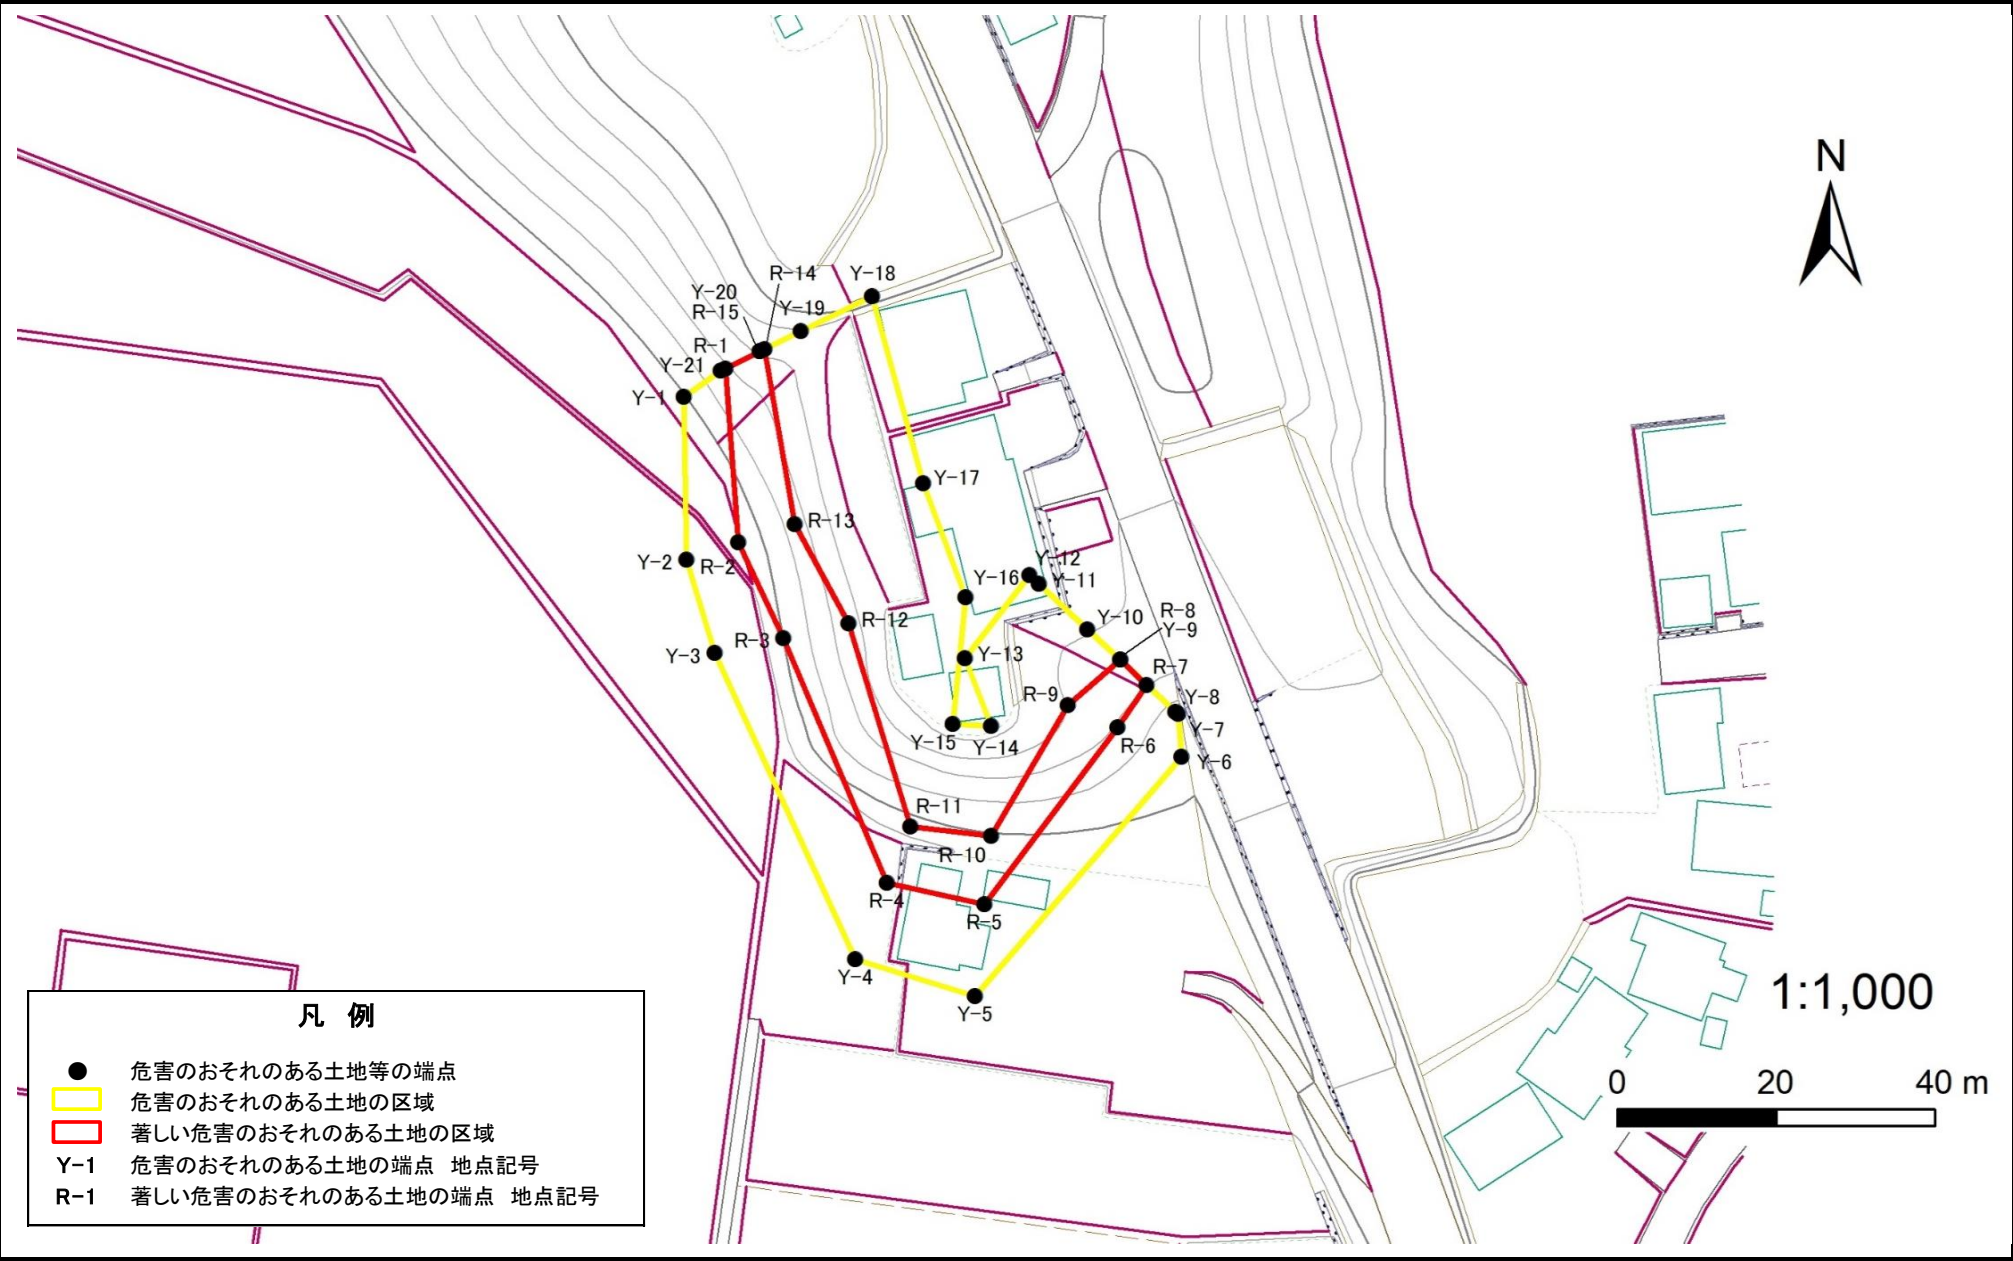 N
R-14
Y-18
Y-20
Y-19
R-15
R-1
Y-21
Y-1
Y-17
R-13
Y-12
Y-2
R-2
Y-16
Y-11
R-12
Y-10
R-8
Y-9
R-3
Y-3
Y-13
R-7
R-9
Y-8
Y-7
Y-15
Y-14
R-6
Y-6
R-11
R-10
R-4
R-5
Y-4
Y-5
1:1,000
0 20 40 m
凡 例
危害のおそれのある土地等の端点
危害のおそれのある土地の区域
著しい危害のおそれのある土地の区域
Y-1 危害のおそれのある土地の端点 地点記号
R-1 著しい危害のおそれのある土地の端点 地点記号